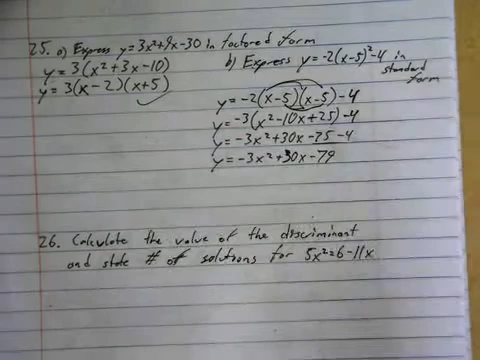 25. a) Express y=3x²+9x-30 in factored form
y=3(x²+3x-10)
y=3(x-2)(x+5)
b) Express y=-2(x-5)²-4 in
standard
form
y=-2(x-5)(x-5)-4
y=-3(x²-10x+25)-4
y=-3x²+30x-75-4
y=-3x²+30x-79
26. Calculate the value of the discriminant
and state # of solutions for 5x²=6-11x